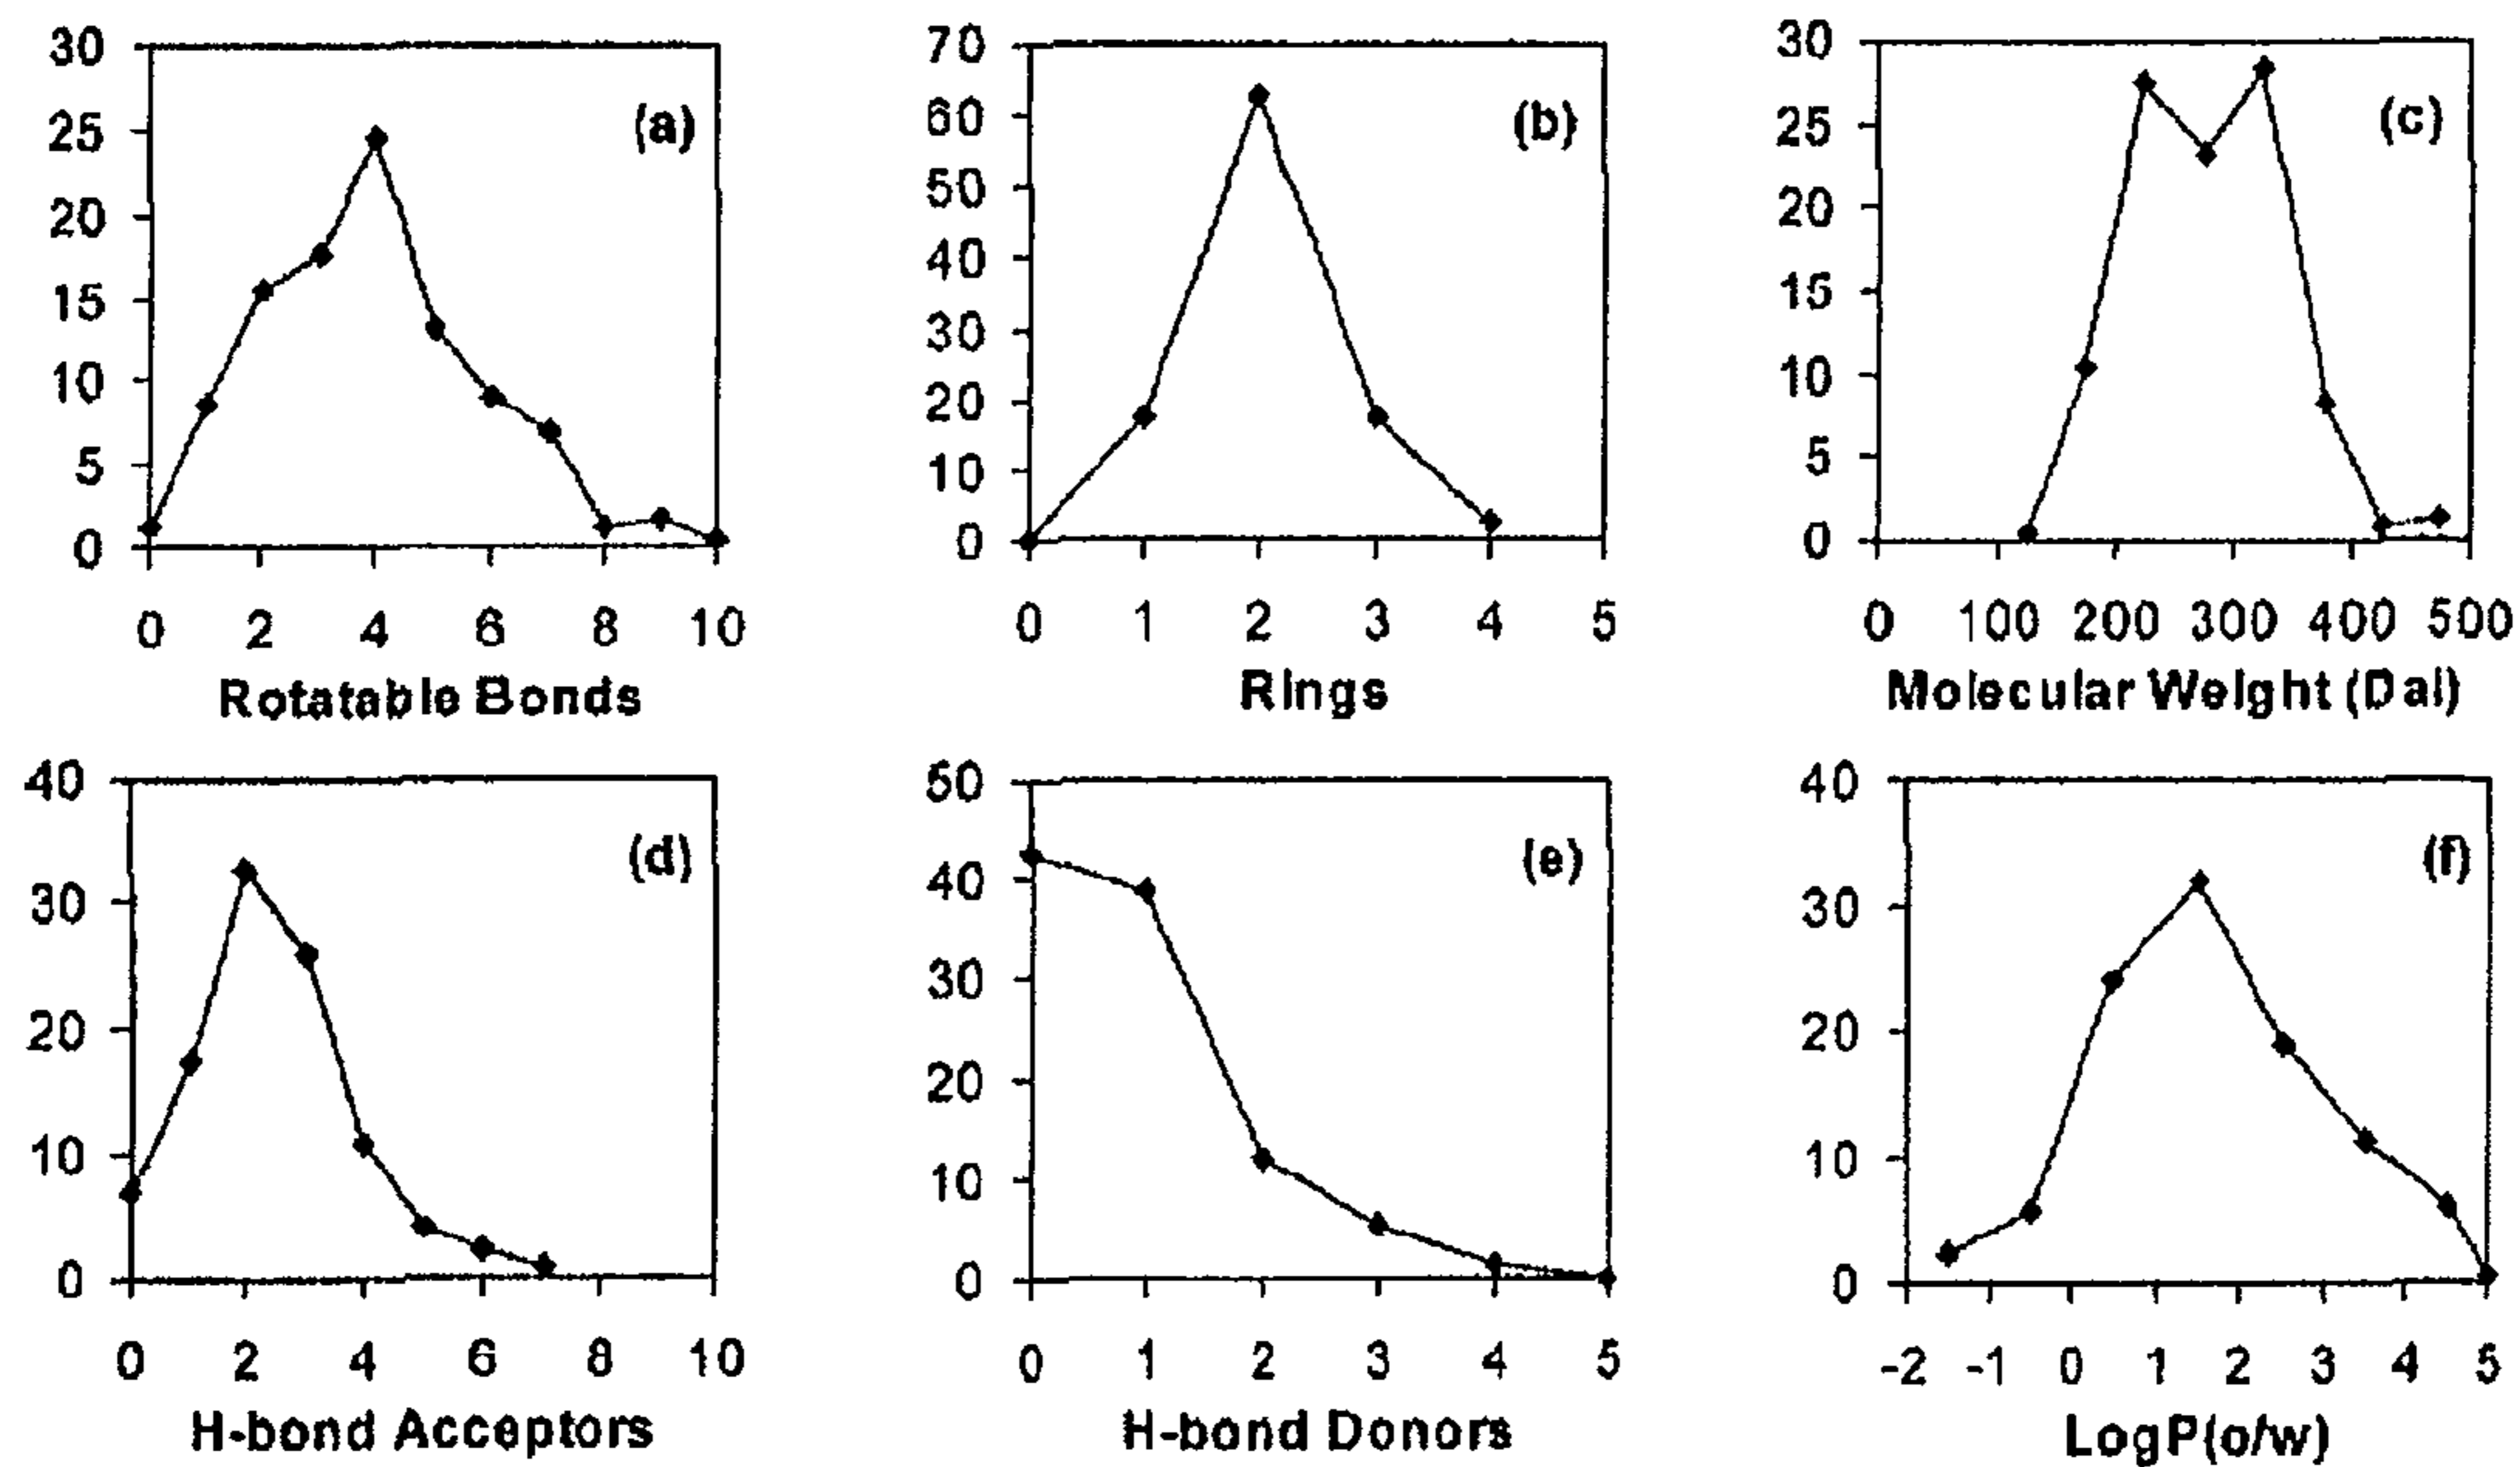 30
25
20
15
10
5
0
(a)
0 2 4 6 8 10
Rotatable Bonds
70
60
50
40
30
20
10
0
(b)
0 1 2 3 4 5
Rings
30
25
20
15
10
5
0
(c)
0 100 200 300 400 500
Molecular Weight (Dal)
40
30
20
10
0
(d)
0 2 4 6 8 10
H-bond Acceptors
50
40
30
20
10
0
(e)
0 1 2 3 4 5
H-bond Donors
40
30
20
10
0
(f)
-2 -1 0 1 2 3 4 5
LogP(o/w)